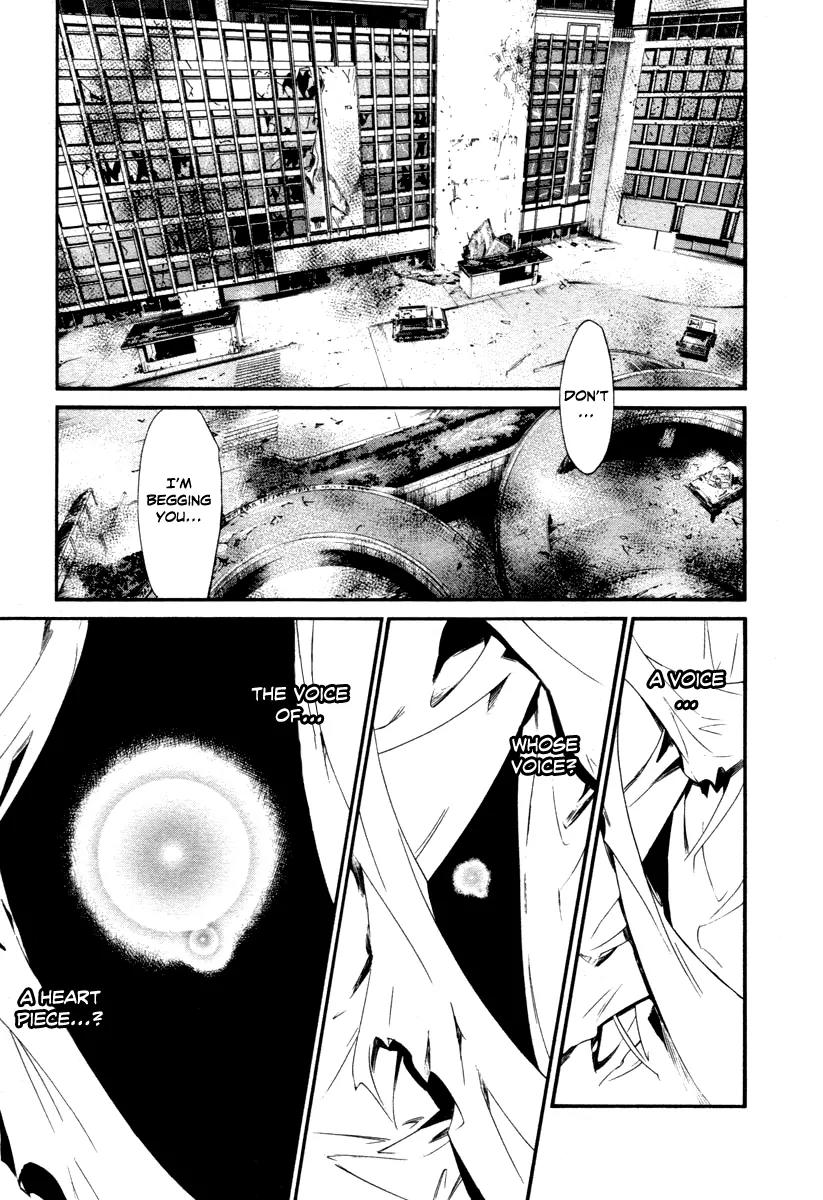 DON'T
...
I'M
BEGGING
YOU...
A VOICE
...
WHOSE
VOICE?
THE VOICE
OF...
A HEART
PIECE...?